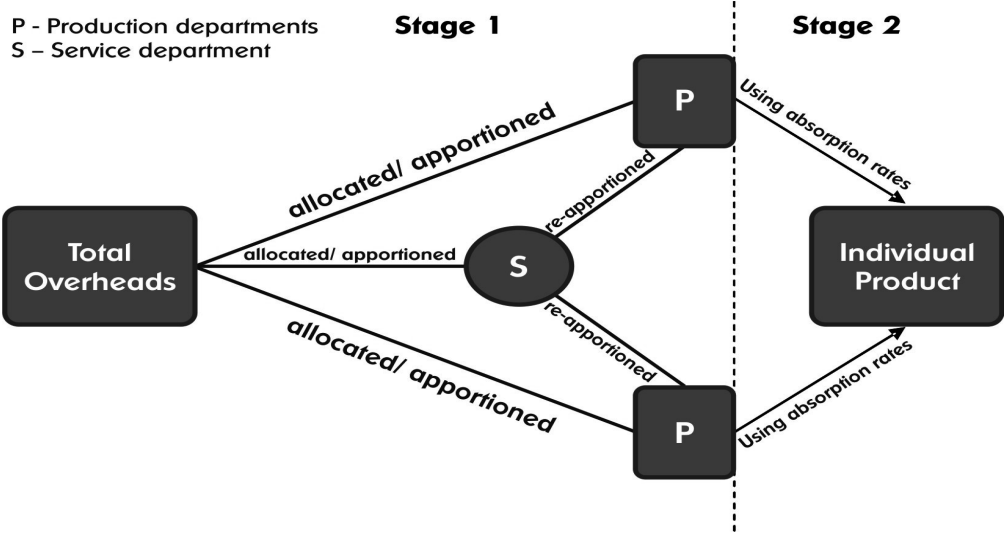 P - Production departments
S – Service department
Stage 1
Stage 2
P
Using absorption rates
allocated/ apportioned
re-apportioned
Total
Overheads
allocated/ apportioned
S
Individual
Product
re-apportioned
allocated/ apportioned
P
Using absorption rates